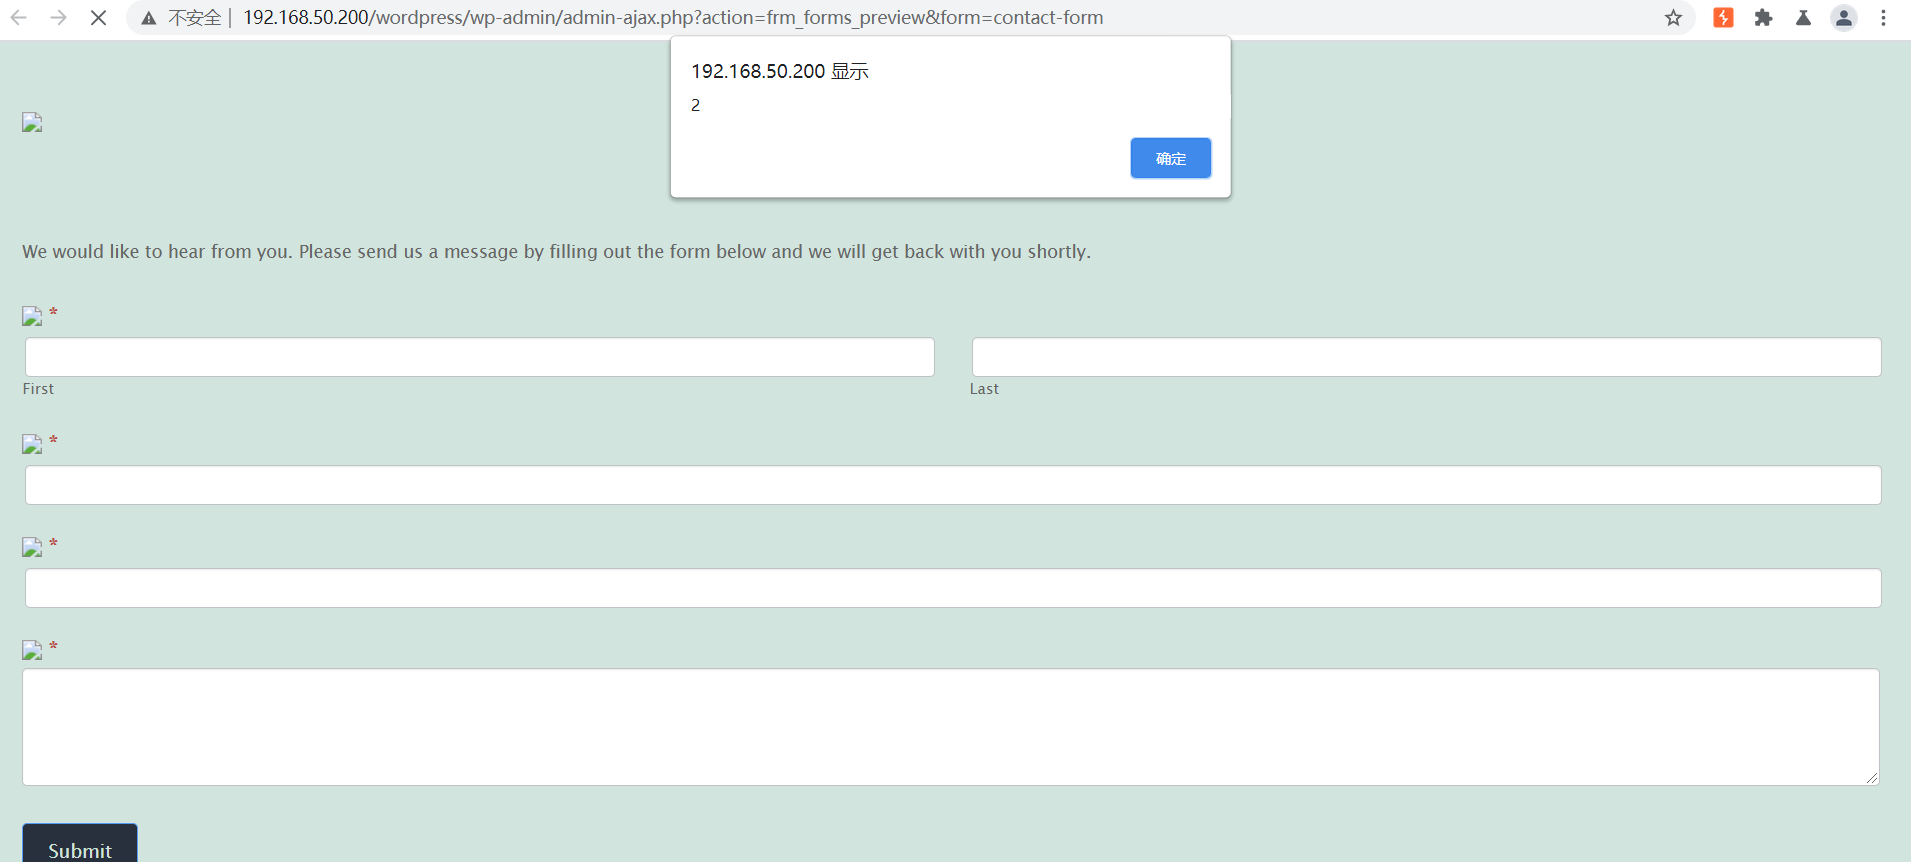 不安全 | 192.168.50.200/wordpress/wp-admin/admin-ajax.php?action=frm_forms_preview&form=contact-form
192.168.50.200 显示
2
确定
We would like to hear from you. Please send us a message by filling out the form below and we will get back with you shortly.
*
First Last
*
*
*
Submit